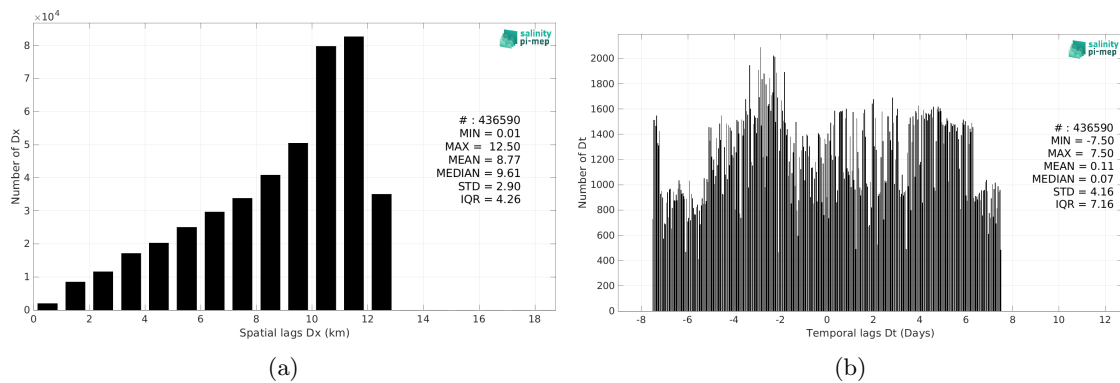 ×10⁴
8
7
6
5
4
3
2
1
0
Number of Dx
0 2 4 6 8 10 12 14 16 18
Spatial lags Dx (km)
salinity
pi-mep
# : 436590
MIN = 0.01
MAX = 12.50
MEAN = 8.77
MEDIAN = 9.61
STD = 2.90
IQR = 4.26
(a)
2000
1800
1600
1400
1200
1000
800
600
400
200
0
Number of Dt
-8 -6 -4 -2 0 2 4 6 8 10 12
Temporal lags Dt (Days)
salinity
pi-mep
# : 436590
MIN = -7.50
MAX = 7.50
MEAN = 0.11
MEDIAN = 0.07
STD = 4.16
IQR = 7.16
(b)